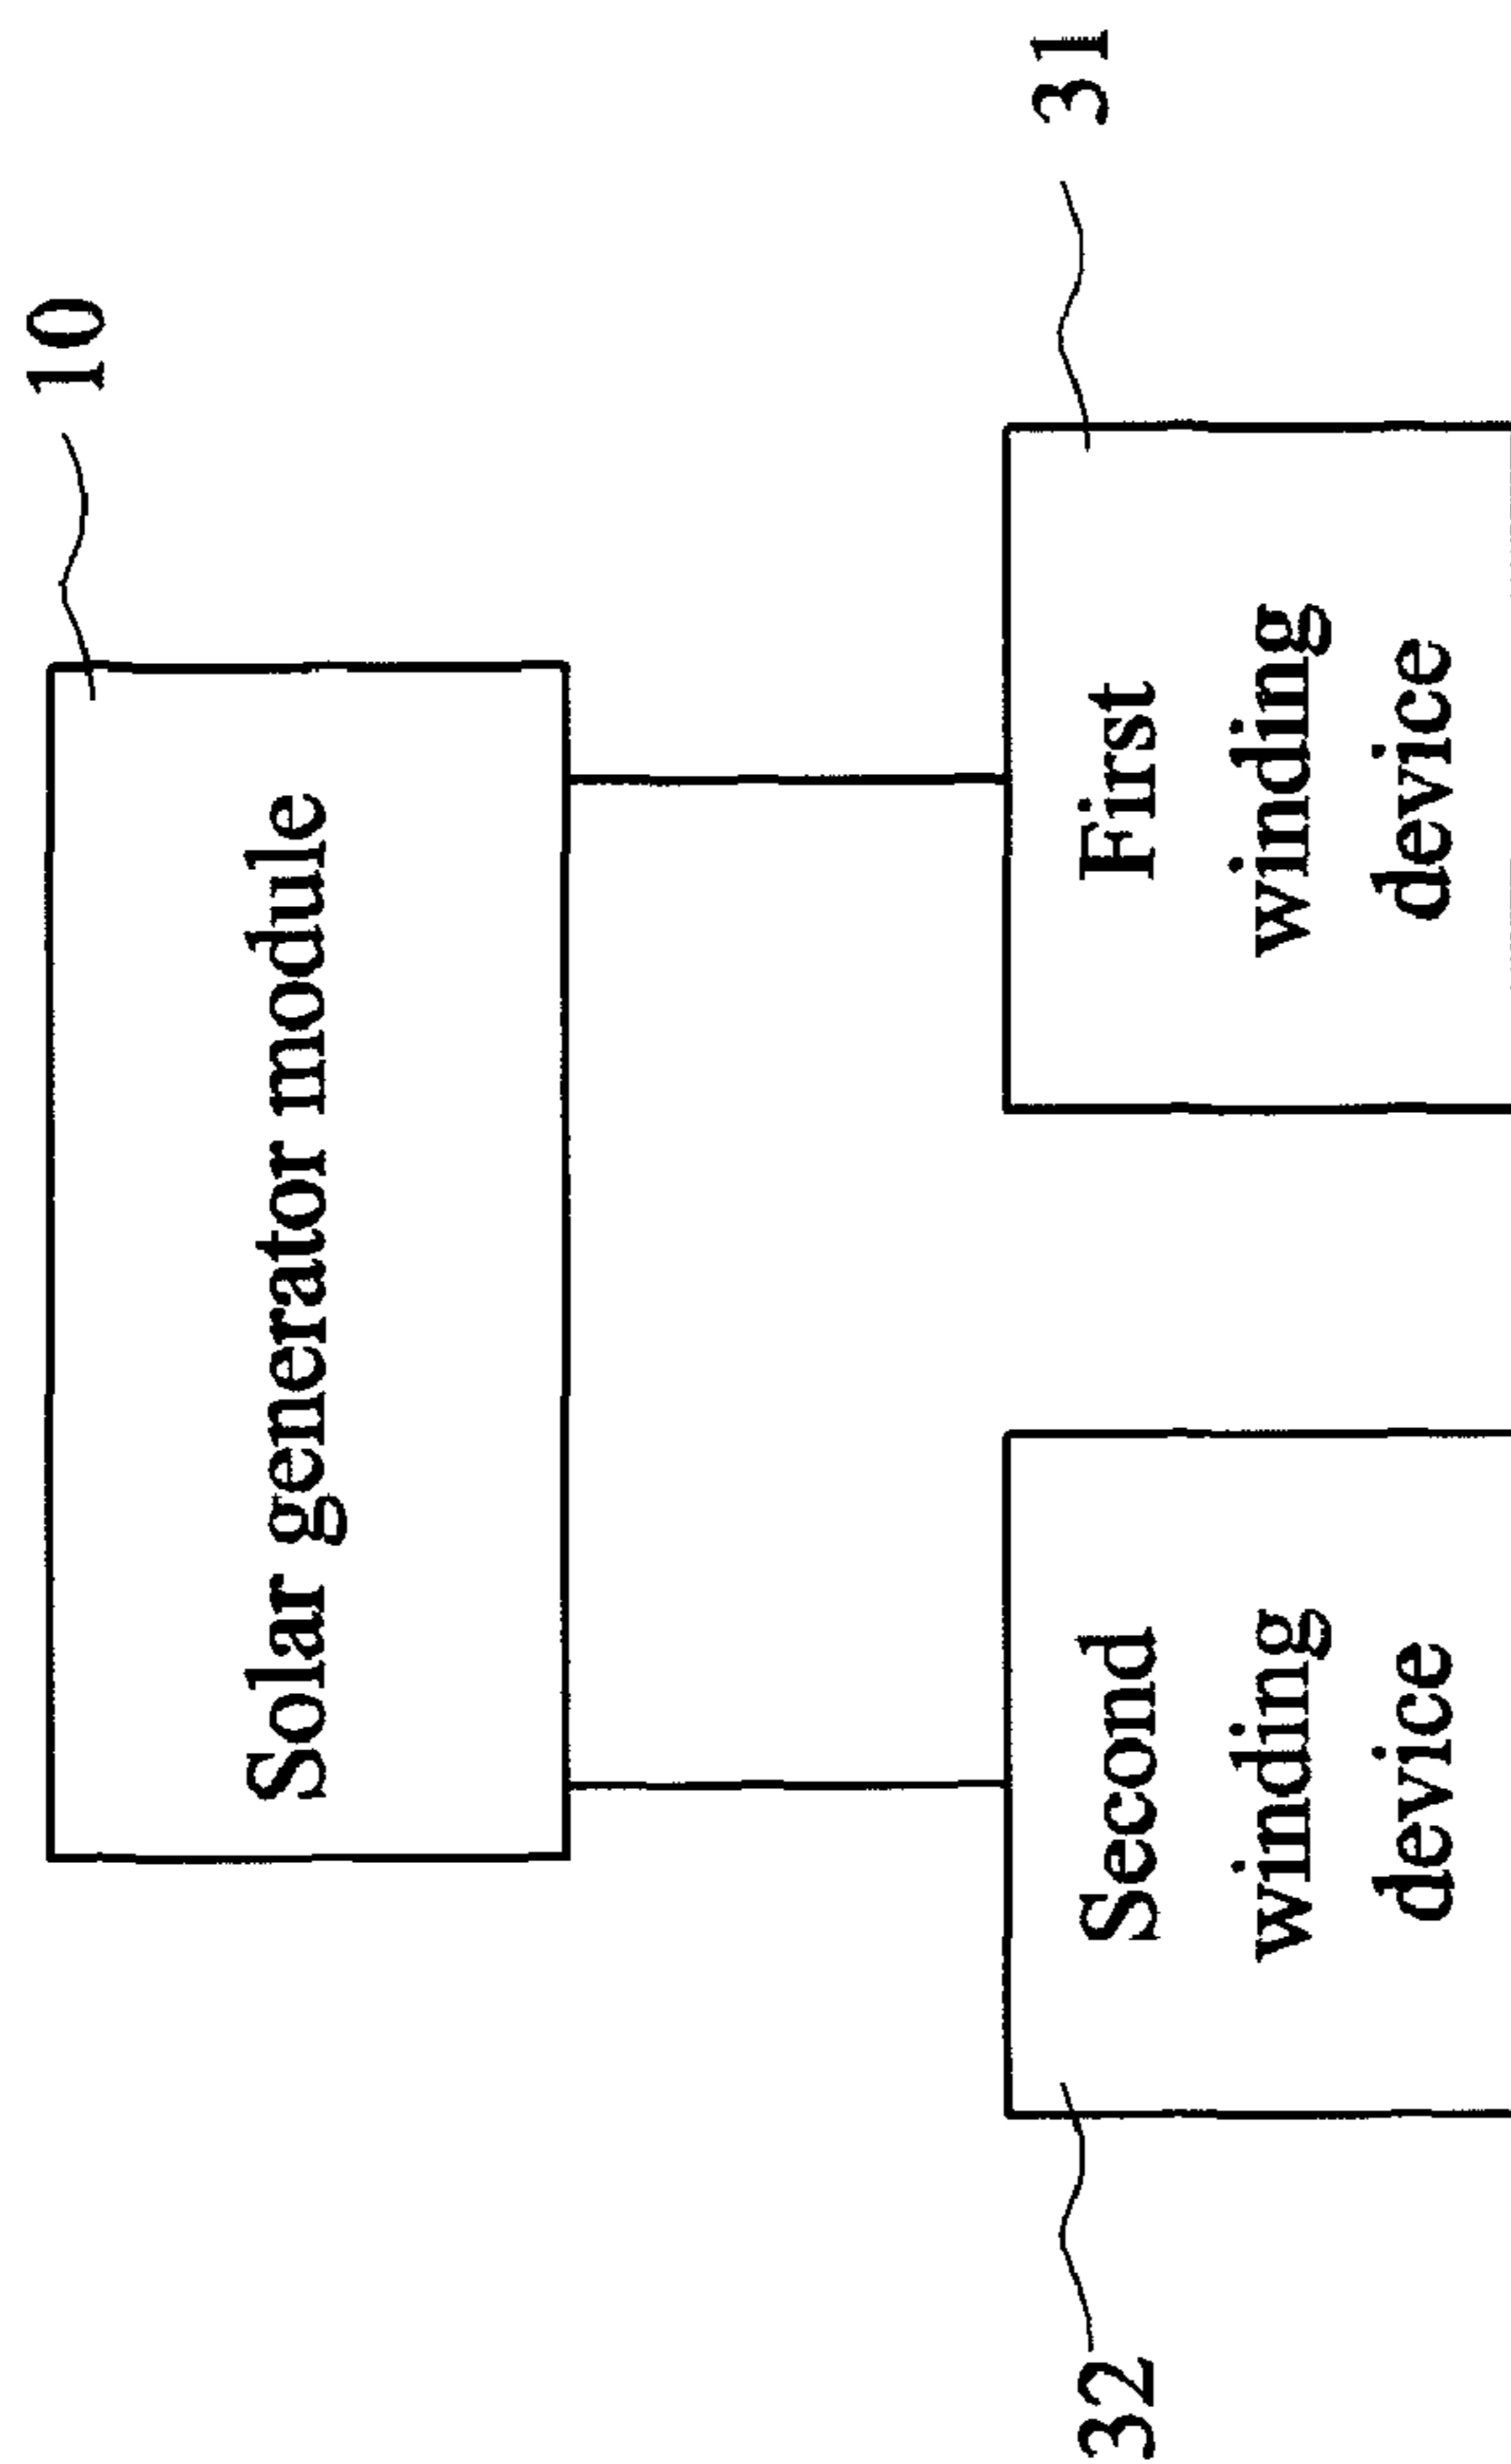 10
Solar generator module
32
Second
winding
device
First
winding
device
31